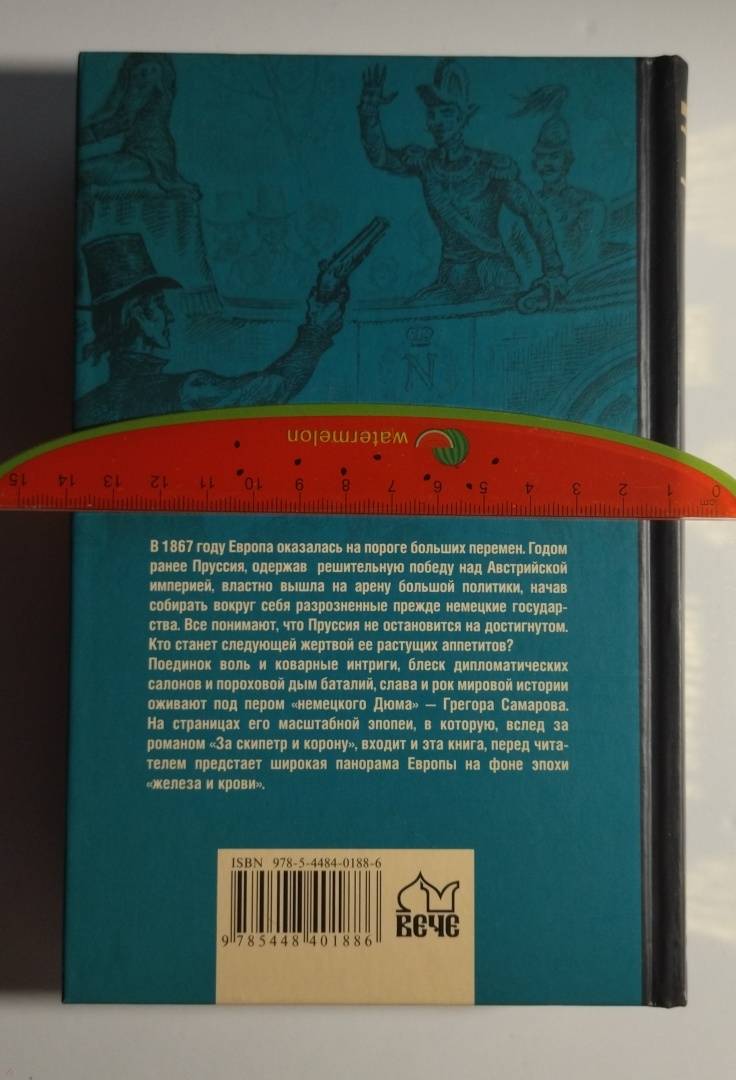 N
watermelon
15 14 13 12 11 10 9 8 7 6 5 4 3 2 1 0 cm
В 1867 году Европа оказалась на пороге больших перемен. Годом
ранее Пруссия, одержав решительную победу над Австрийской
империей, властно вышла на арену большой политики, начав
собирать вокруг себя разрозненные прежде немецкие государ-
ства. Все понимают, что Пруссия не остановится на достигнутом.
Кто станет следующей жертвой ее растущих аппетитов?
Поединок воль и коварные интриги, блеск дипломатических
салонов и пороховой дым баталий, слава и рок мировой истории
оживают под пером «немецкого Дюма» — Грегора Самарова.
На страницах его масштабной эпопеи, в которую, вслед за
романом «За скипетр и корону», входит и эта книга, перед чита-
телем предстает широкая панорама Европы на фоне эпохи
«железа и крови».
ISBN 978-5-4484-0188-6
9 785448 401886
ВЕЧЕ